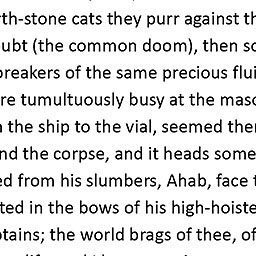 rth-stone cats they purr against th
oubt (the common doom), then so
breakers of the same precious flui
re tumultuously busy at the mas
n the ship to the vial, seemed the
nd the corpse, and it heads some
ed from his slumbers, Ahab, face t
ted in the bows of his high-hoiste
ptains; the world brags of thee, of